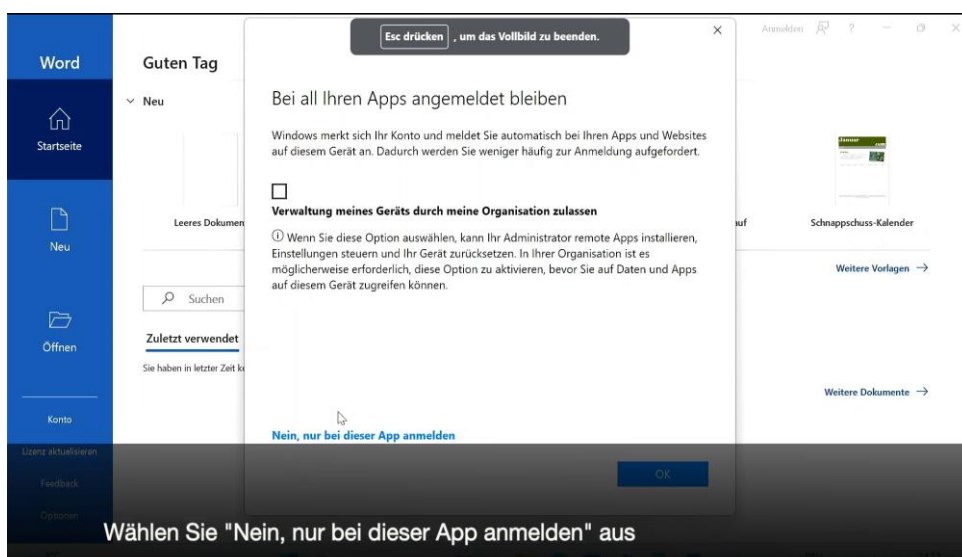 Esc drücken , um das Vollbild zu beenden.
Anmelden ?
Word
Guten Tag
Neu
Bei all Ihren Apps angemeldet bleiben
Windows merkt sich Ihr Konto und meldet Sie automatisch bei Ihren Apps und Websites
auf diesem Gerät an. Dadurch werden Sie weniger häufig zur Anmeldung aufgefordert.
Startseite
Januar
Verwaltung meines Geräts durch meine Organisation zulassen
Leeres Dokumen
auf
Schnappschuss-Kalender
Neu
Wenn Sie diese Option auswählen, kann Ihr Administrator remote Apps installieren,
Einstellungen steuern und Ihr Gerät zurücksetzen. In Ihrer Organisation ist es
möglicherweise erforderlich, diese Option zu aktivieren, bevor Sie auf Daten und Apps
auf diesem Gerät zugreifen können.
Weitere Vorlagen →
Suchen
Öffnen
Zuletzt verwendet
Sie haben in letzter Zeit ke
Weitere Dokumente →
Konto
Nein, nur bei dieser App anmelden
Lizenz aktualisieren
Feedback
OK
Optionen
Wählen Sie "Nein, nur bei dieser App anmelden" aus